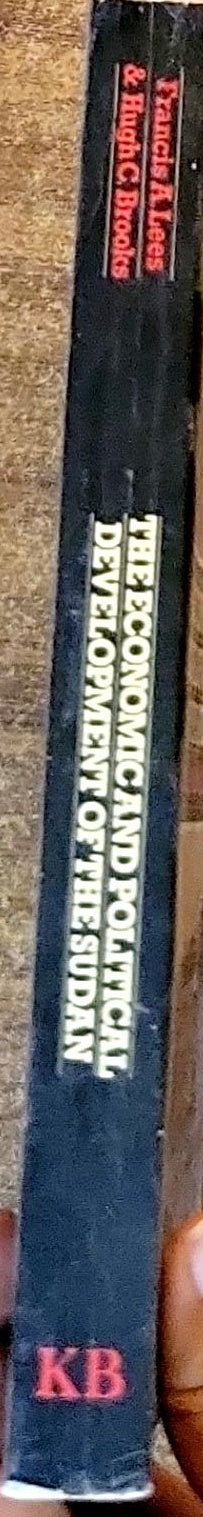 Francis A Lees
& Hugh C Brooks
THE ECONOMIC AND POLITICAL
DEVELOPMENT OF THE SUDAN
KB